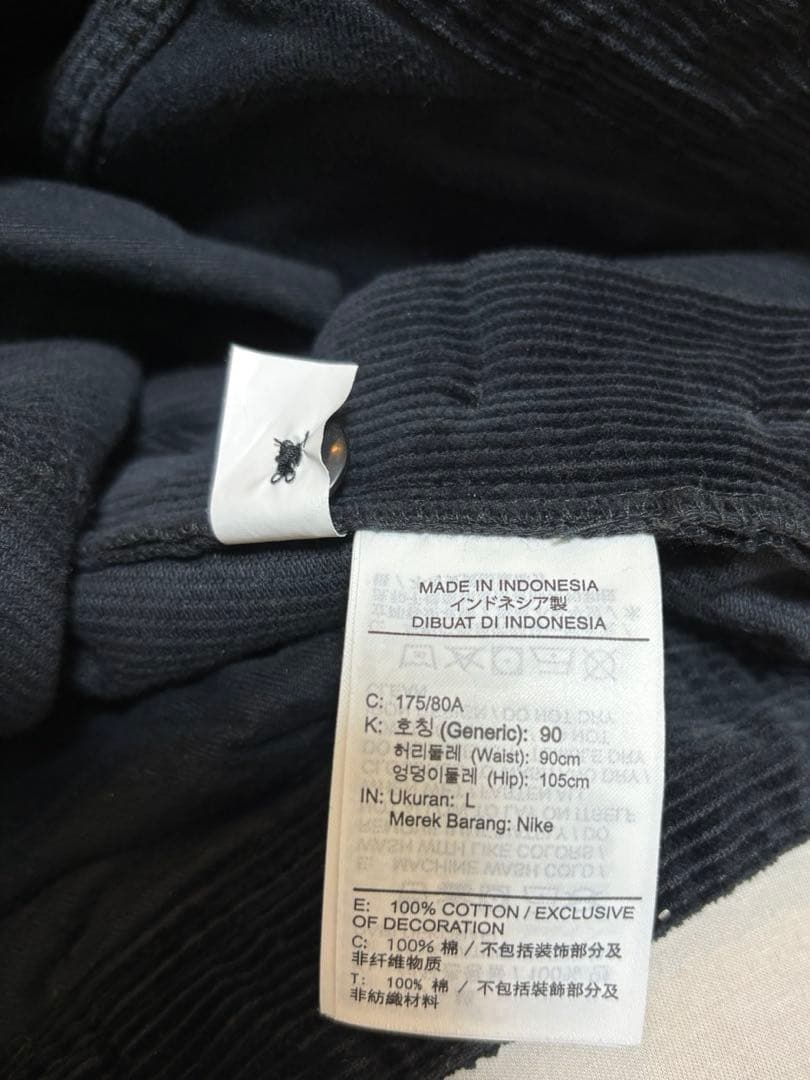 MADE IN INDONESIA
インドネシア製
DIBUAT DI INDONESIA
C: 175/80A
K: 호칭 (Generic): 90
허리둘레 (Waist): 90cm
엉덩이둘레 (Hip): 105cm
IN: Ukuran: L
Merek Barang: Nike
E: 100% COTTON / EXCLUSIVE
OF DECORATION
C: 100% 棉 / 不包括装饰部分及
非纤维物质
T: 100% 棉 / 不包括裝飾部分及
非紡織材料